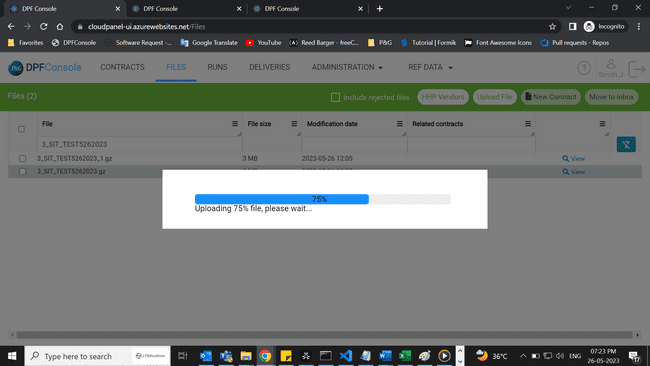 DPF Console
DPF Console
DPF Console
cloudpanel-ui.azurewebsites.net/Files
Incognito
Favorites
DPFConsole
Software Request -...
Google Translate
YouTube
Reed Barger - freeC...
P&G
Tutorial | Formik
Font Awesome Icons
Pull requests - Repos
P&G DPFConsole
CONTRACTS
FILES
RUNS
DELIVERIES
ADMINISTRATION
REF DATA
Smith.J
Files (2)
Include rejected files
HHP Vendors
Upload File
New Contract
Move to Inbox
File
File size
Modification date
Related contracts
3_SIT_TEST5262023
3_SIT_TEST5262023_1.gz
3 MB
2023-05-26 12:05
View
3_SIT_TEST5262023.gz
View
75%
Uploading 75% file, please wait...
Type here to search
36°C
ENG
07:23 PM
26-05-2023
17